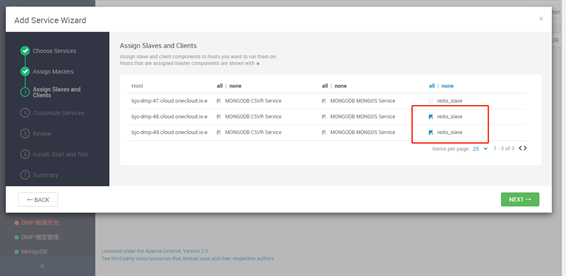 Add Service Wizard
×
Choose Services
Assign Masters
3 Assign Slaves and Clients
4 Customize Services
5 Review
6 Install, Start and Test
7 Summary
Assign Slaves and Clients
Assign slave and client components to hosts you want to run them on.
Hosts that are assigned master components are shown with
Host all | none all | none all | none
bjo-dmp-47.cloud.onecloud.io MONGODB CSVR Service MONGODB MONGOS Service redis_slave
bjo-dmp-48.cloud.onecloud.io MONGODB CSVR Service MONGODB MONGOS Service redis_slave
bjo-dmp-49.cloud.onecloud.io MONGODB CSVR Service MONGODB MONGOS Service redis_slave
Items per page: 25 1 - 3 of 3
← BACK
NEXT →
DMP-数据开发..
DMP-模型管理..
MongoDB
Licensed under the Apache License, Version 2.0.
See third-party tools/resources that Ambari uses and their respective authors